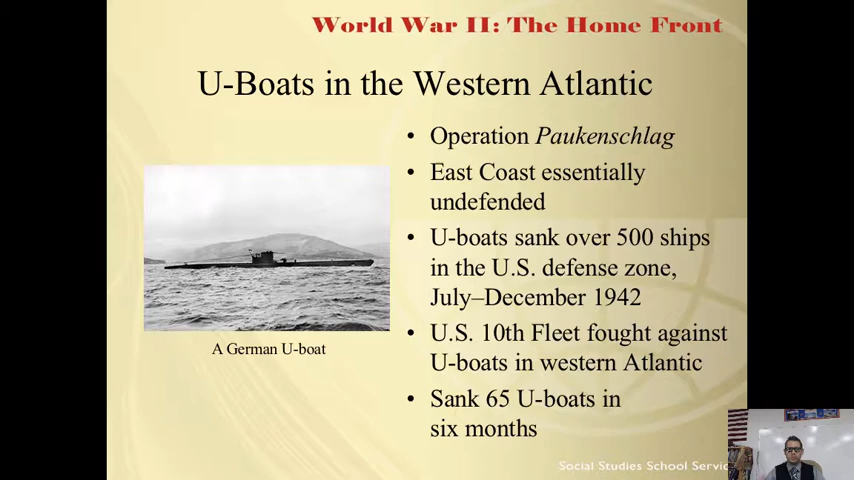 World War II: The Home Front
U-Boats in the Western Atlantic
• Operation Paukenschlag
• East Coast essentially
undefended
• U-boats sank over 500 ships
in the U.S. defense zone,
July–December 1942
• U.S. 10th Fleet fought against
U-boats in western Atlantic
• Sank 65 U-boats in
six months
A German U-boat
Social Studies School